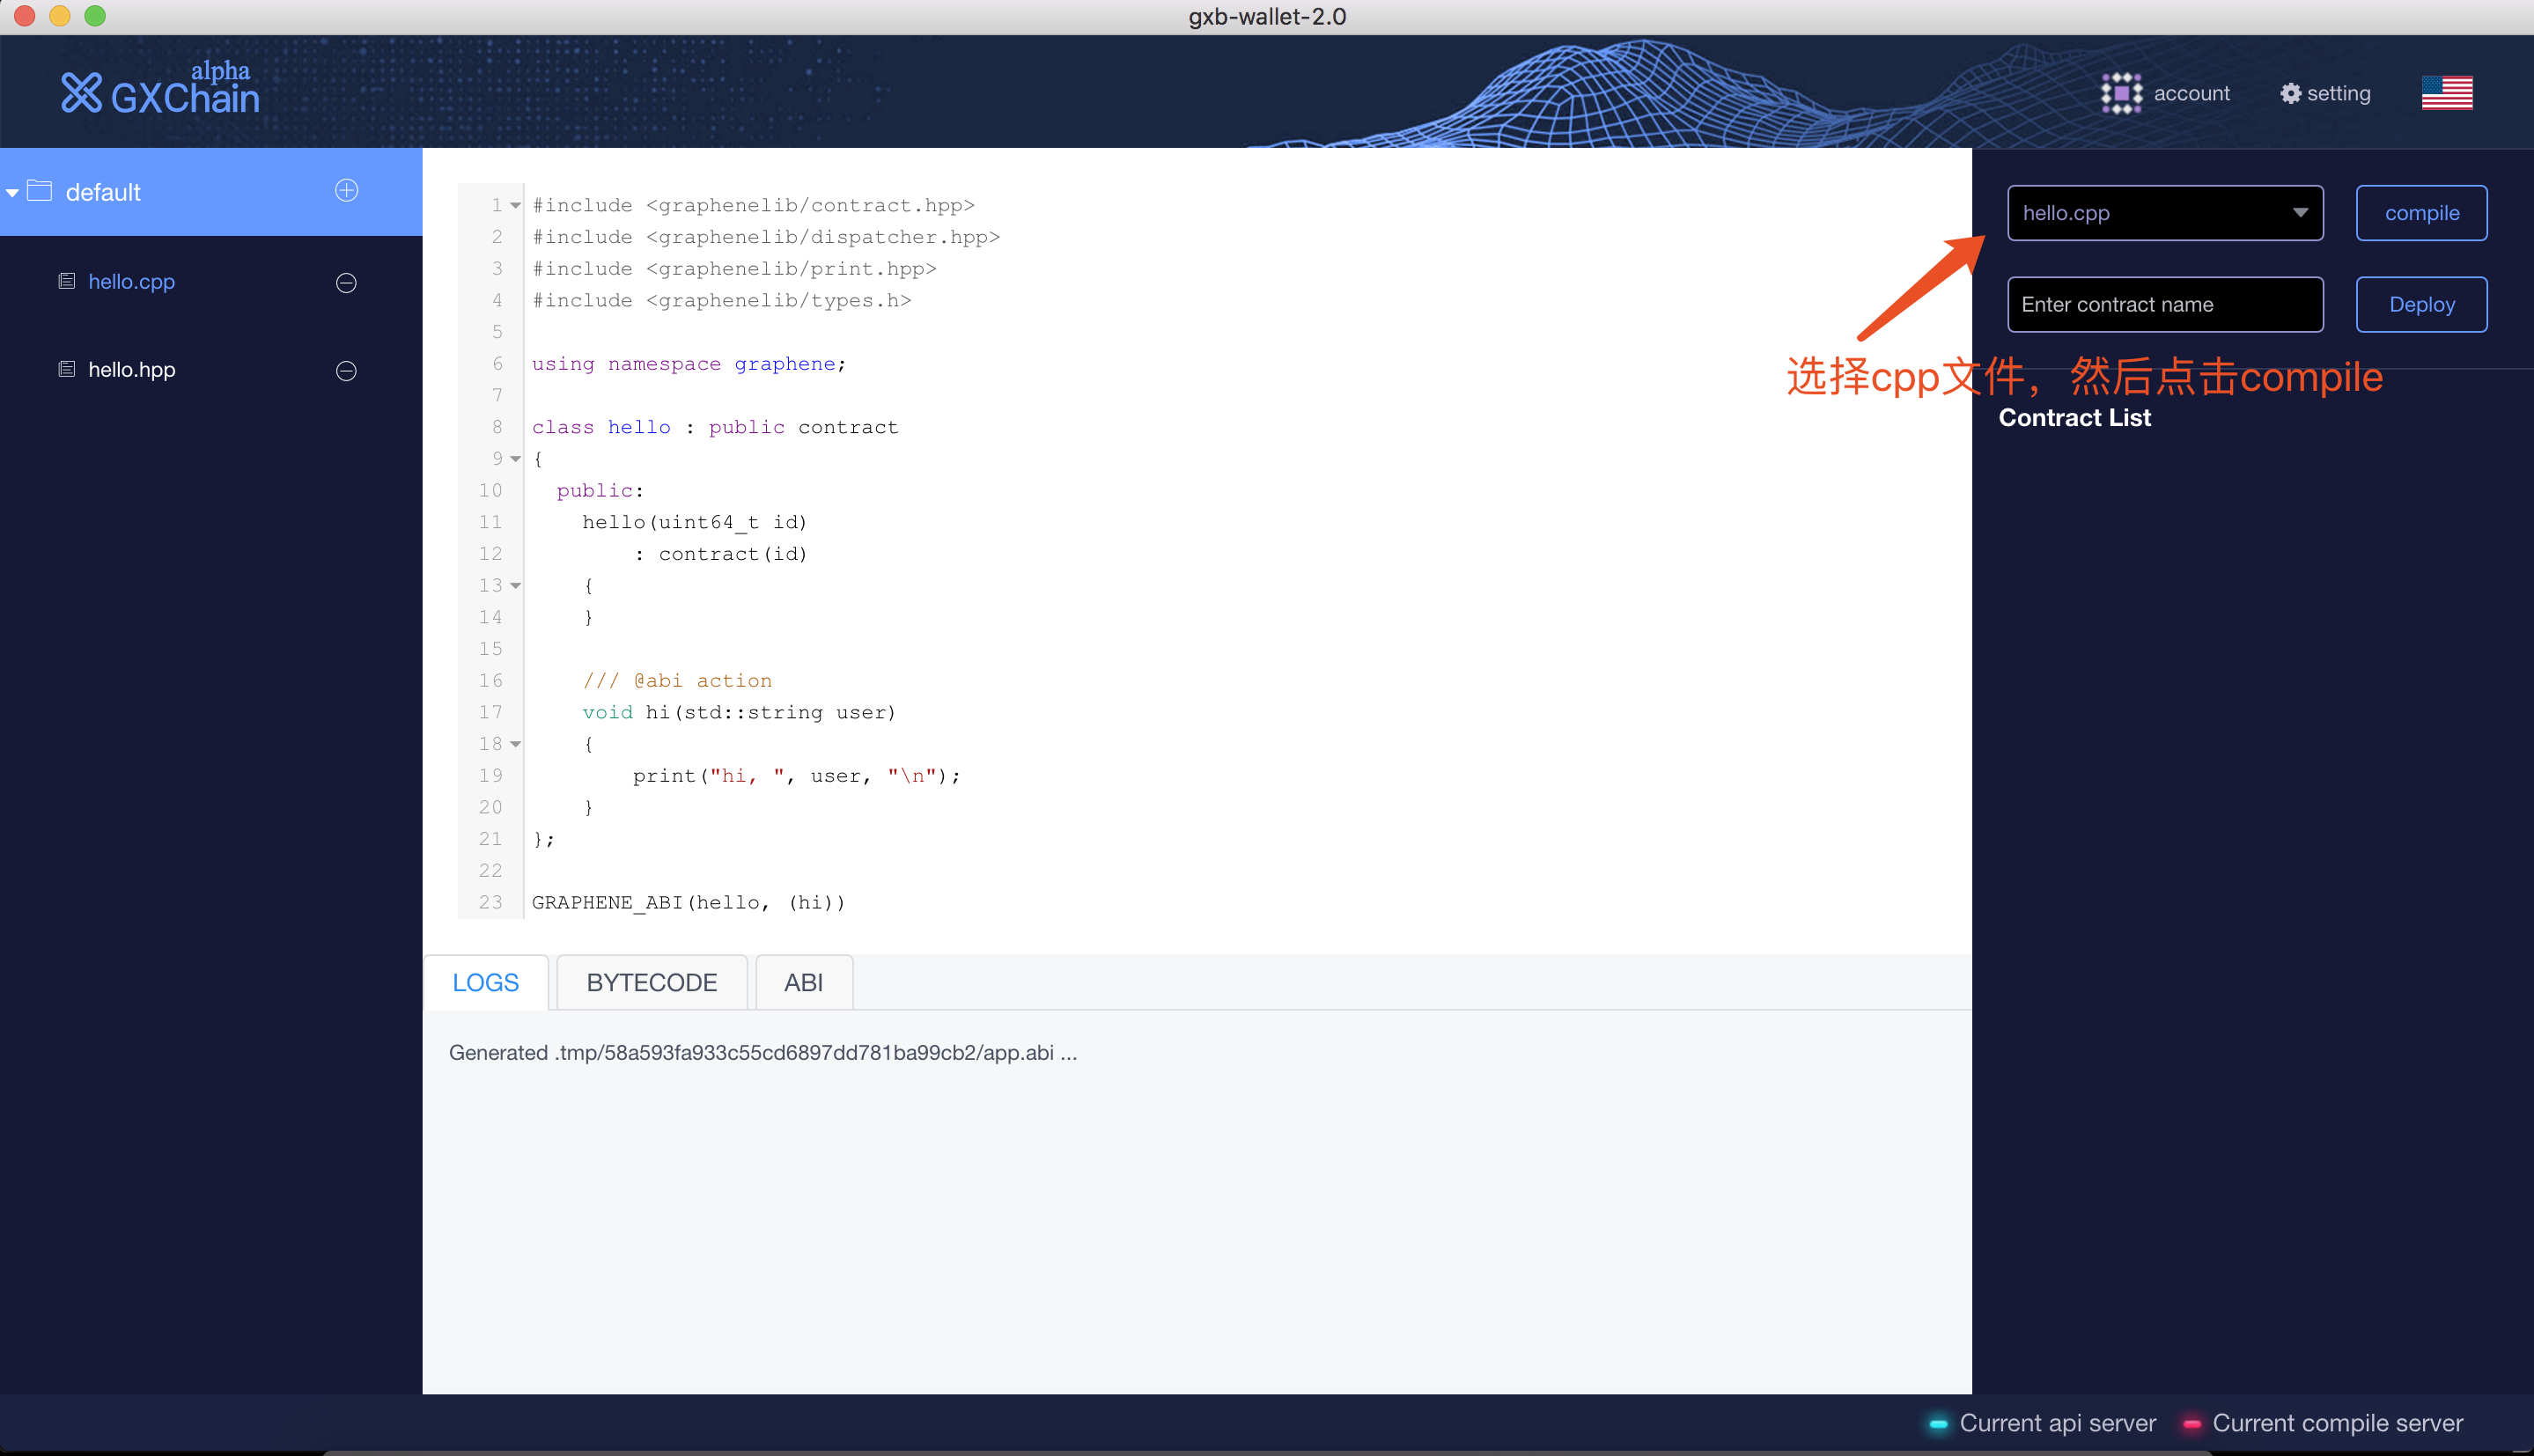 gxb-wallet-2.0
alpha
GXChain
account
setting
default
hello.cpp
hello.hpp
1 #include <graphenelib/contract.hpp>
2 #include <graphenelib/dispatcher.hpp>
3 #include <graphenelib/print.hpp>
4 #include <graphenelib/types.h>
5
6 using namespace graphene;
7
8 class hello : public contract
9 {
10 public:
11 hello(uint64_t id)
12 : contract(id)
13 {
14 }
15
16 /// @abi action
17 void hi(std::string user)
18 {
19 print("hi, ", user, "\n");
20 }
21 };
22
23 GRAPHENE_ABI(hello, (hi))
LOGS BYTECODE ABI
Generated .tmp/58a593fa933c55cd6897dd781ba99cb2/app.abi ...
hello.cpp
compile
Enter contract name
Deploy
选择cpp文件，然后点击compile
Contract List
Current api server
Current compile server